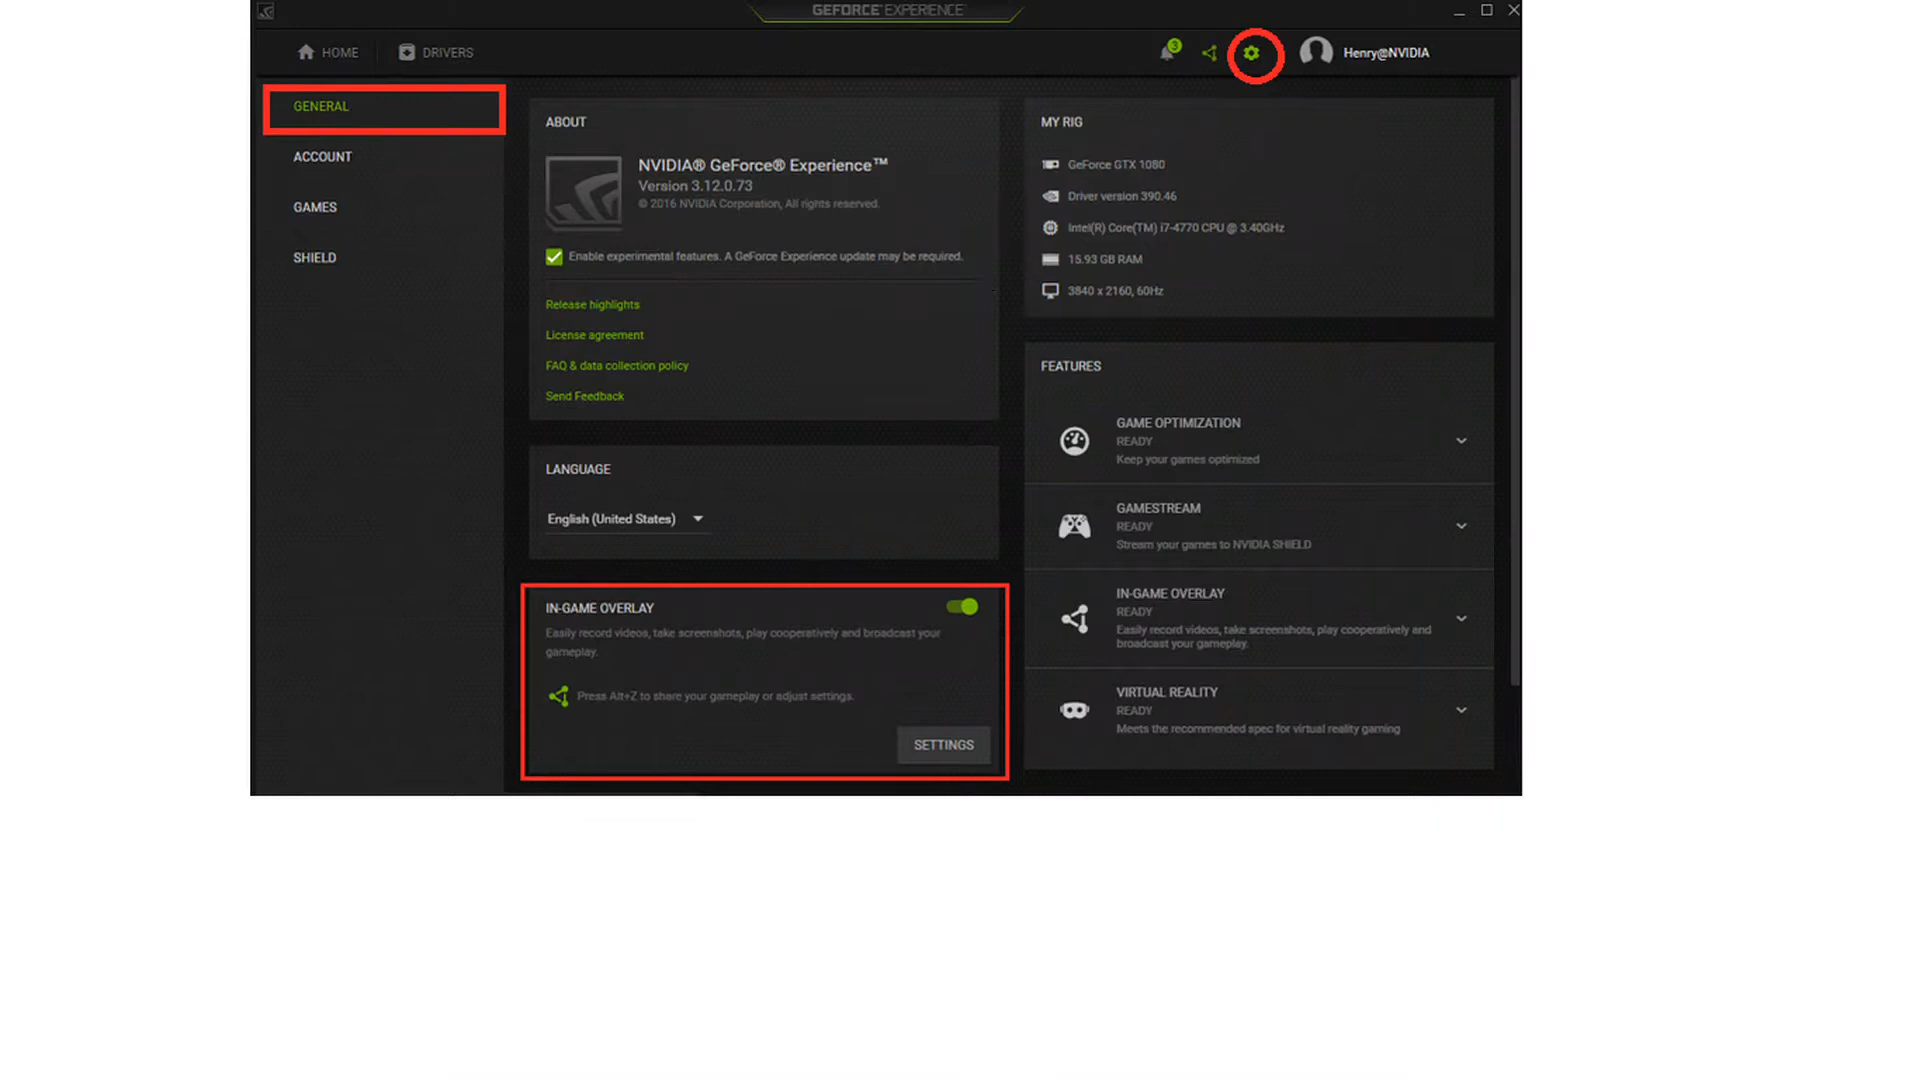 GEFORCE EXPERIENCE
HOME
DRIVERS
3
Henry@NVIDIA
GENERAL
ACCOUNT
GAMES
SHIELD
ABOUT
NVIDIA® GeForce® Experience™
Version 3.12.0.73
© 2016 NVIDIA Corporation, All rights reserved.
Enable experimental features. A GeForce Experience update may be required.
Release highlights
License agreement
FAQ & data collection policy
Send Feedback
LANGUAGE
English (United States)
IN-GAME OVERLAY
Easily record videos, take screenshots, play cooperatively and broadcast your
gameplay.
Press Alt+Z to share your gameplay or adjust settings.
SETTINGS
MY RIG
GeForce GTX 1080
Driver version 390.46
Intel(R) Core(TM) i7-4770 CPU @ 3.40GHz
15.93 GB RAM
3840 x 2160, 60Hz
FEATURES
GAME OPTIMIZATION
READY
Keep your games optimized
GAMESTREAM
READY
Stream your games to NVIDIA SHIELD
IN-GAME OVERLAY
READY
Easily record videos, take screenshots, play cooperatively and
broadcast your gameplay.
VIRTUAL REALITY
READY
Meets the recommended spec for virtual reality gaming